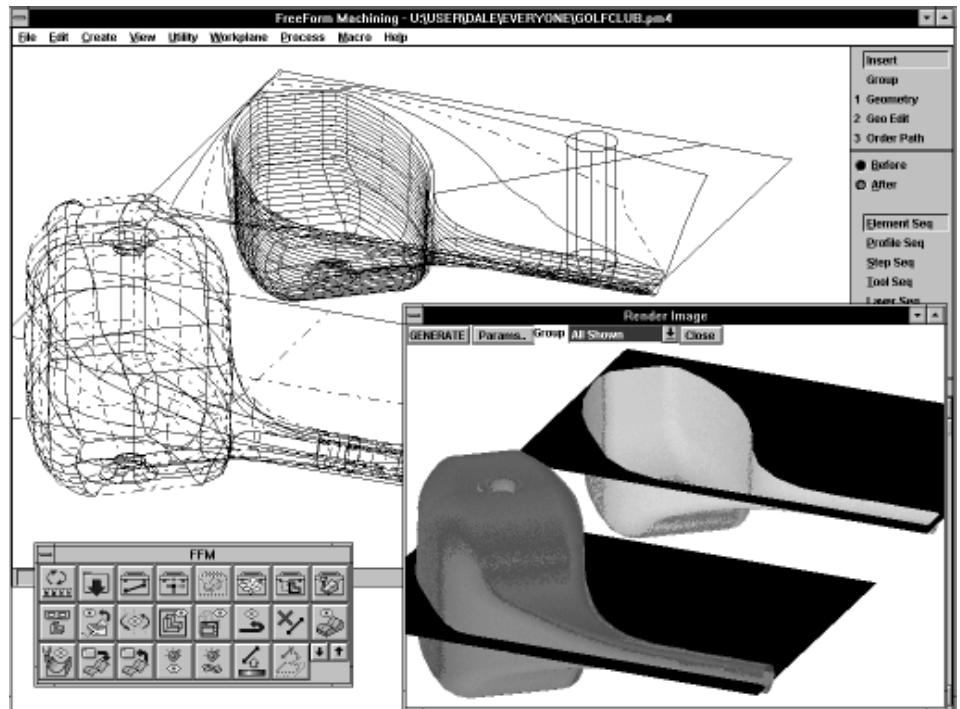 FreeForm Machining - U:\USER\DALE\EVERYONE\GOLFCLUB.pm4
File Edit Create View Utility Workplane Process Macro Help
Insert
Group
1 Geometry
2 Geo Edit
3 Order Path
Before
After
Element Seq
Profile Seq
Step Seq
Tool Seq
Layer Seq
Render Image
GENERATE Params.. Group All Shown Close
FFM